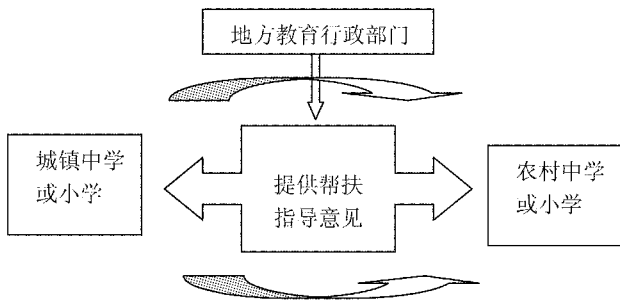 地方教育行政部门
城镇中学
或小学
提供帮扶
指导意见
农村中学
或小学